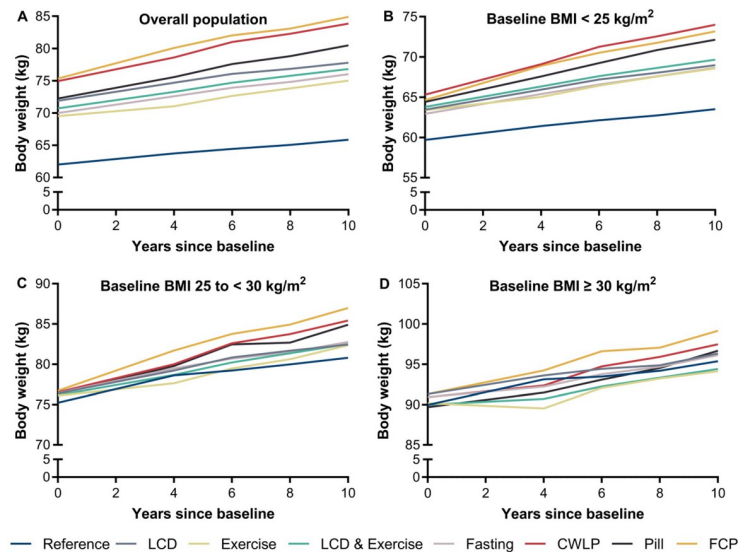 A Overall population
Body weight (kg)
85
80
75
70
65
60
5
0
0 2 4 6 8 10
Years since baseline
B Baseline BMI < 25 kg/m²
Body weight (kg)
75
70
65
60
55
5
0
0 2 4 6 8 10
Years since baseline
C Baseline BMI 25 to < 30 kg/m²
Body weight (kg)
90
85
80
75
70
5
0
0 2 4 6 8 10
Years since baseline
D Baseline BMI ≥ 30 kg/m²
Body weight (kg)
105
100
95
90
85
5
0
0 2 4 6 8 10
Years since baseline
Reference LCD Exercise LCD & Exercise Fasting CWLP Pill FCP